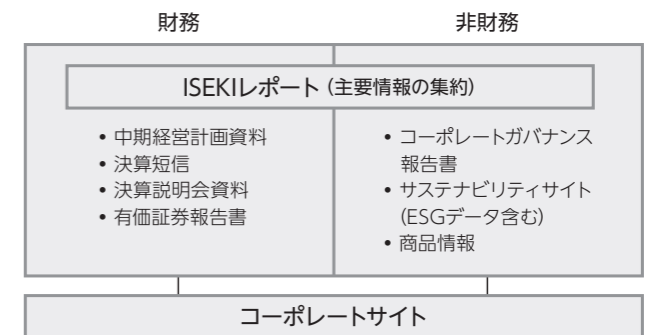 財務
非財務
ISEKIレポート（主要情報の集約）
• 中期経営計画資料
• 決算短信
• 決算説明会資料
• 有価証券報告書
• コーポレートガバナンス
報告書
• サステナビリティサイト
(ESGデータ含む)
• 商品情報
コーポレートサイト